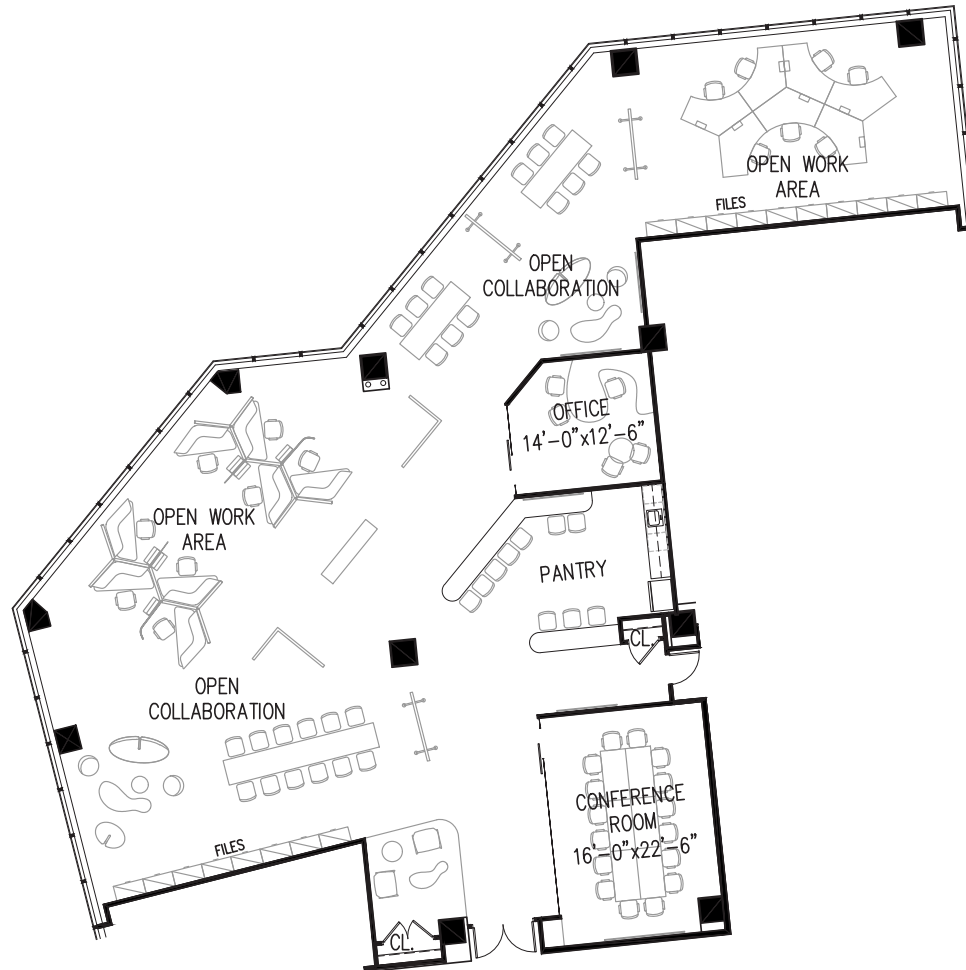 OPEN WORK
AREA
FILES
OPEN
COLLABORATION
OFFICE
14'-0"x12'-6"
OPEN WORK
AREA
PANTRY
CL.
OPEN
COLLABORATION
CONFERENCE
ROOM
16'-0"x22'-6"
FILES
CL.